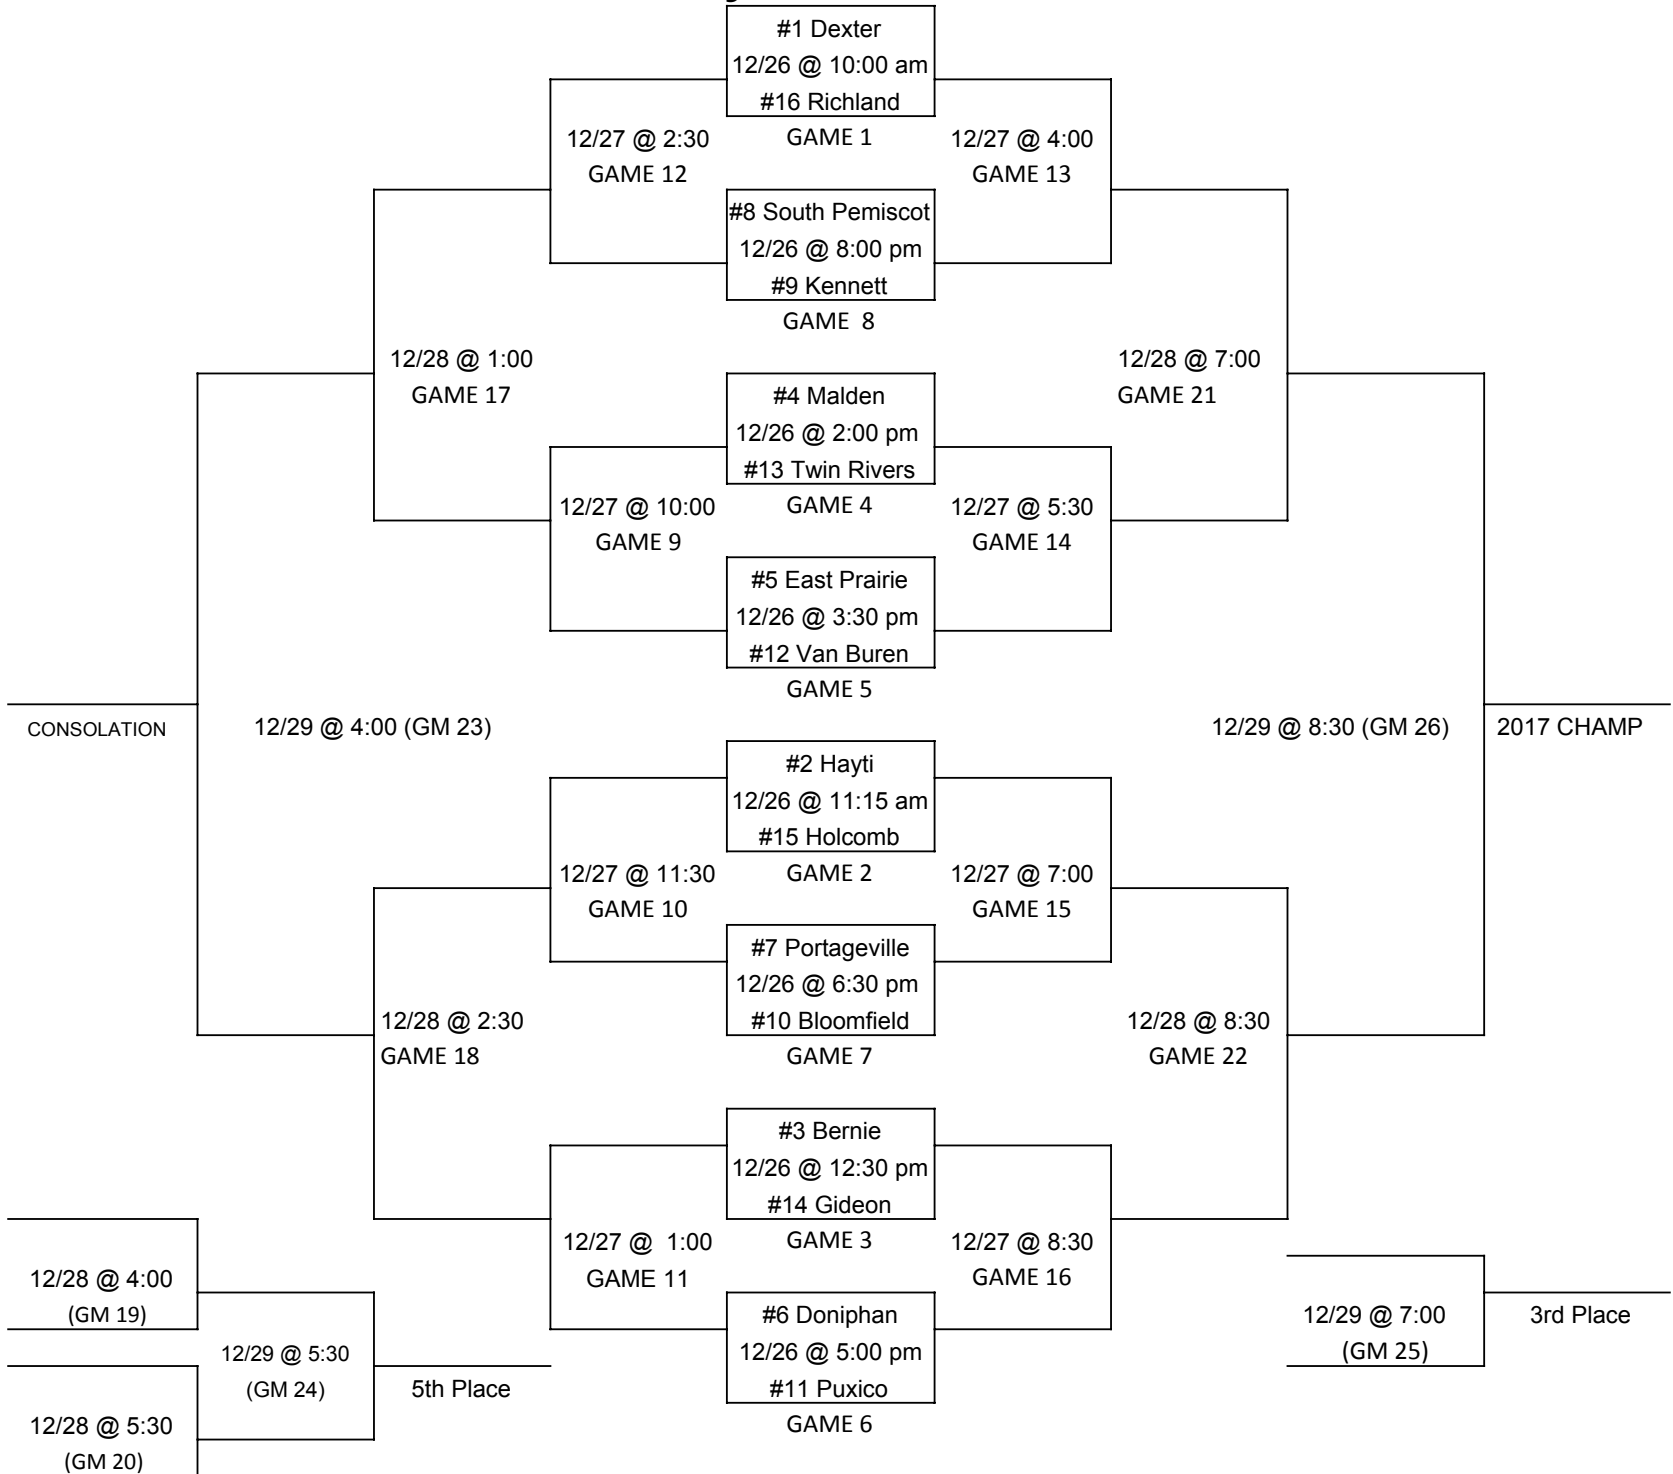 #1 Dexter
12/26 @ 10:00 am
#16 Richland
GAME 1
12/27 @ 2:30
GAME 12
12/27 @ 4:00
GAME 13
#8 South Pemiscot
12/26 @ 8:00 pm
#9 Kennett
GAME 8
12/28 @ 1:00
GAME 17
12/28 @ 7:00
GAME 21
#4 Malden
12/26 @ 2:00 pm
#13 Twin Rivers
GAME 4
12/27 @ 10:00
GAME 9
12/27 @ 5:30
GAME 14
#5 East Prairie
12/26 @ 3:30 pm
#12 Van Buren
GAME 5
CONSOLATION
12/29 @ 4:00 (GM 23)
12/29 @ 8:30 (GM 26)
2017 CHAMP
#2 Hayti
12/26 @ 11:15 am
#15 Holcomb
GAME 2
12/27 @ 11:30
GAME 10
12/27 @ 7:00
GAME 15
#7 Portageville
12/26 @ 6:30 pm
#10 Bloomfield
GAME 7
12/28 @ 2:30
GAME 18
12/28 @ 8:30
GAME 22
#3 Bernie
12/26 @ 12:30 pm
#14 Gideon
GAME 3
12/27 @ 1:00
GAME 11
12/27 @ 8:30
GAME 16
#6 Doniphan
12/26 @ 5:00 pm
#11 Puxico
GAME 6
12/28 @ 4:00
(GM 19)
12/29 @ 5:30
(GM 24)
5th Place
12/28 @ 5:30
(GM 20)
12/29 @ 7:00
(GM 25)
3rd Place